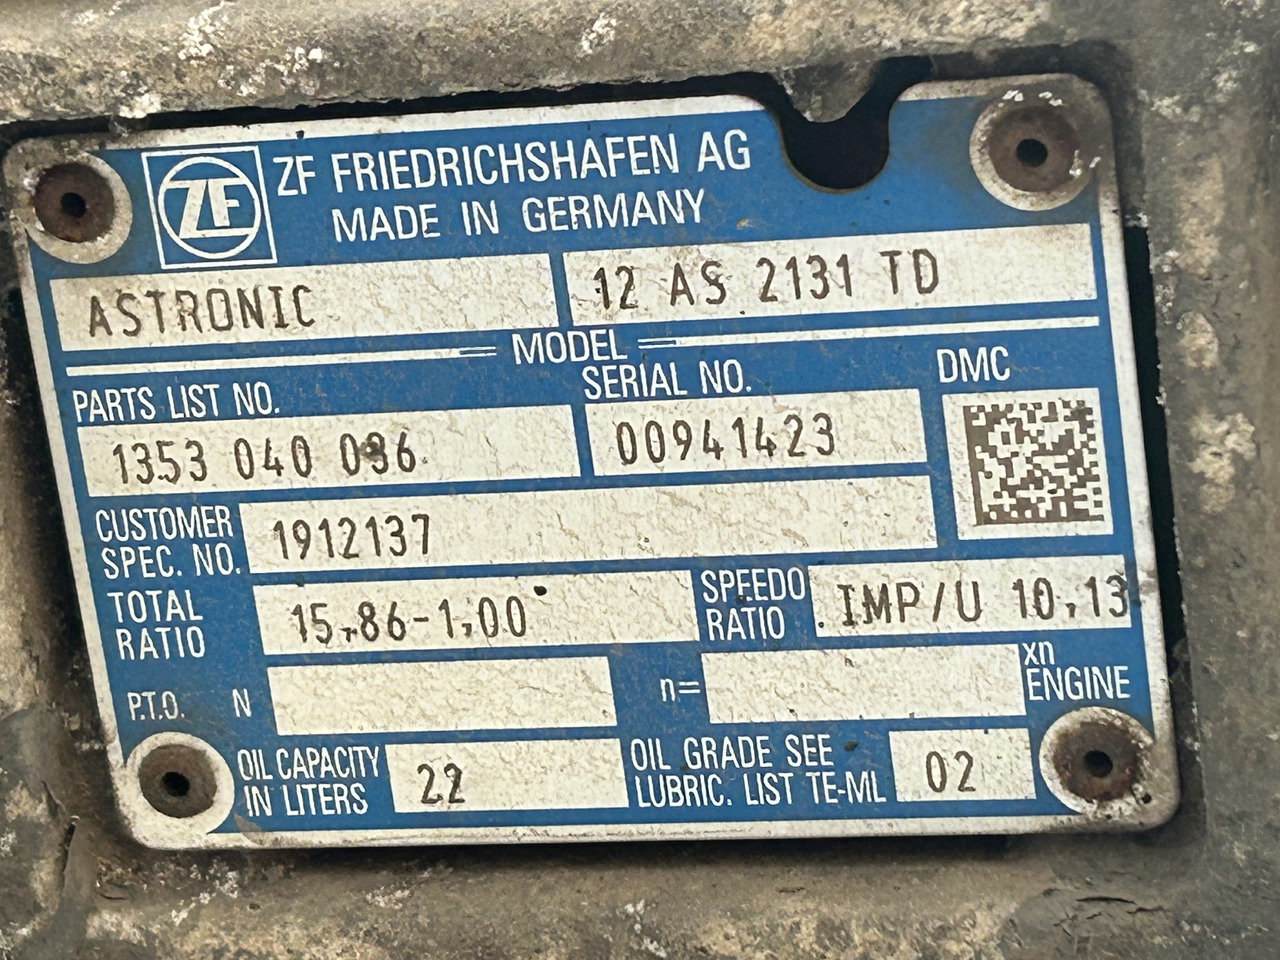 ZF ZF FRIEDRICHSHAFEN AG
MADE IN GERMANY
ASTRONIC 12 AS 2131 TD
MODEL
PARTS LIST NO. SERIAL NO. DMC
1353 040 036 00941423
CUSTOMER SPEC. NO. 1912137
TOTAL RATIO 15,86-1,00 SPEEDO RATIO IMP/U 10,13
P.T.O. N n= xn ENGINE
OIL CAPACITY IN LITERS 22 OIL GRADE SEE LUBRIC. LIST TE-ML 02